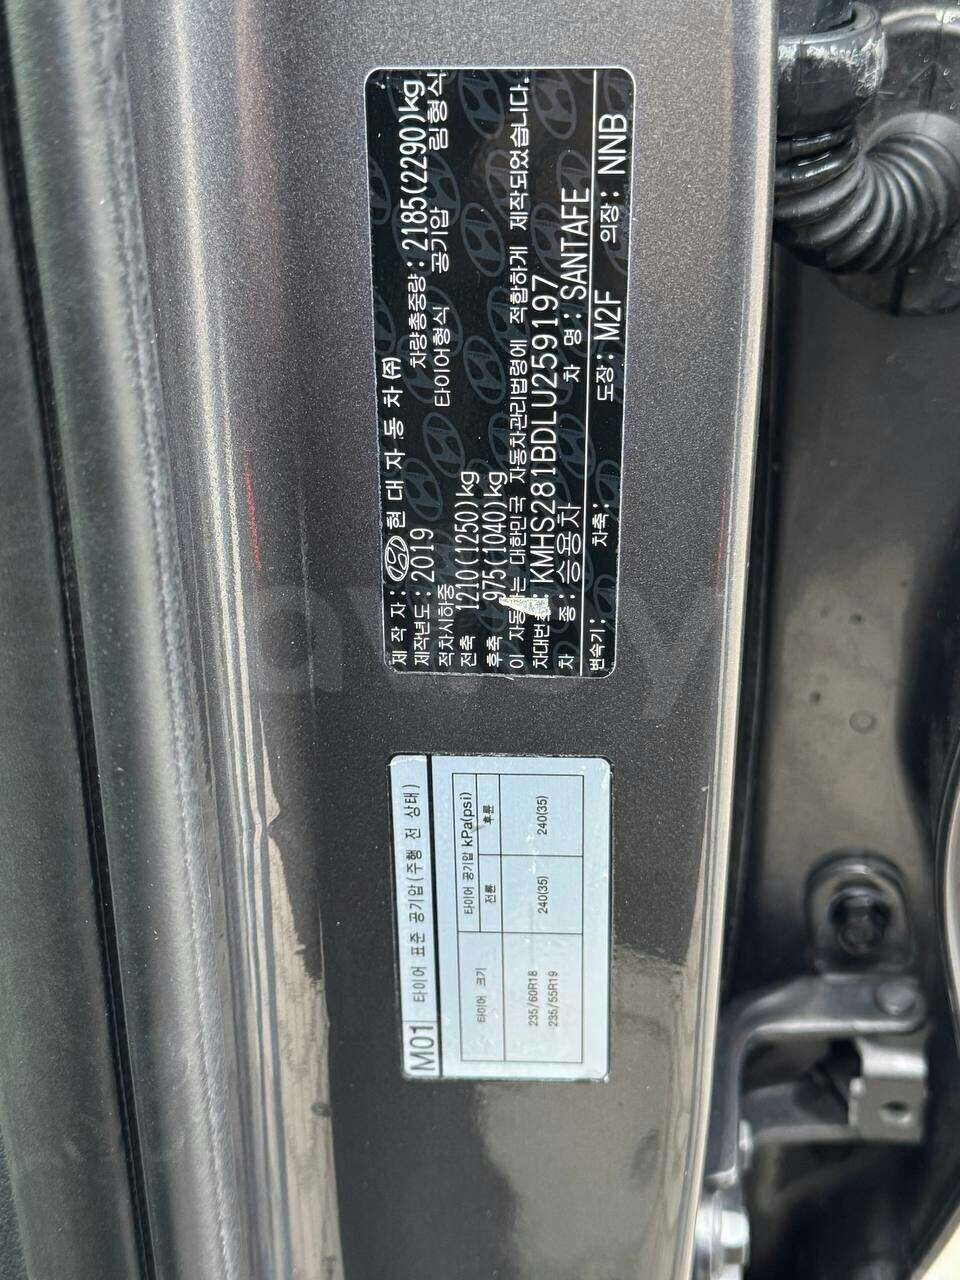 제 작 자: 현 대 자 동 차 (주)
제작년도: 2019 차량총중량: 2185(2290)kg
적차시하중 타이어형식 공기압 림형식
전축 1210(1250)kg
후축 975(1040)kg
이 자동차는 대한민국 자동차관리법령에 적합하게 제작되었습니다.
차대번호: KMHS281BDLU259197
차 종: 승용차 차 명: SANTAFE
변속기: 차축: 도장: M2F 의장: NNB
M01 타이어 표준 공기압 (주행 전 상태)
타이어 크기 타이어 공기압 kPa(psi)
전륜 후륜
235/60R18 240(35) 240(35)
235/55R19